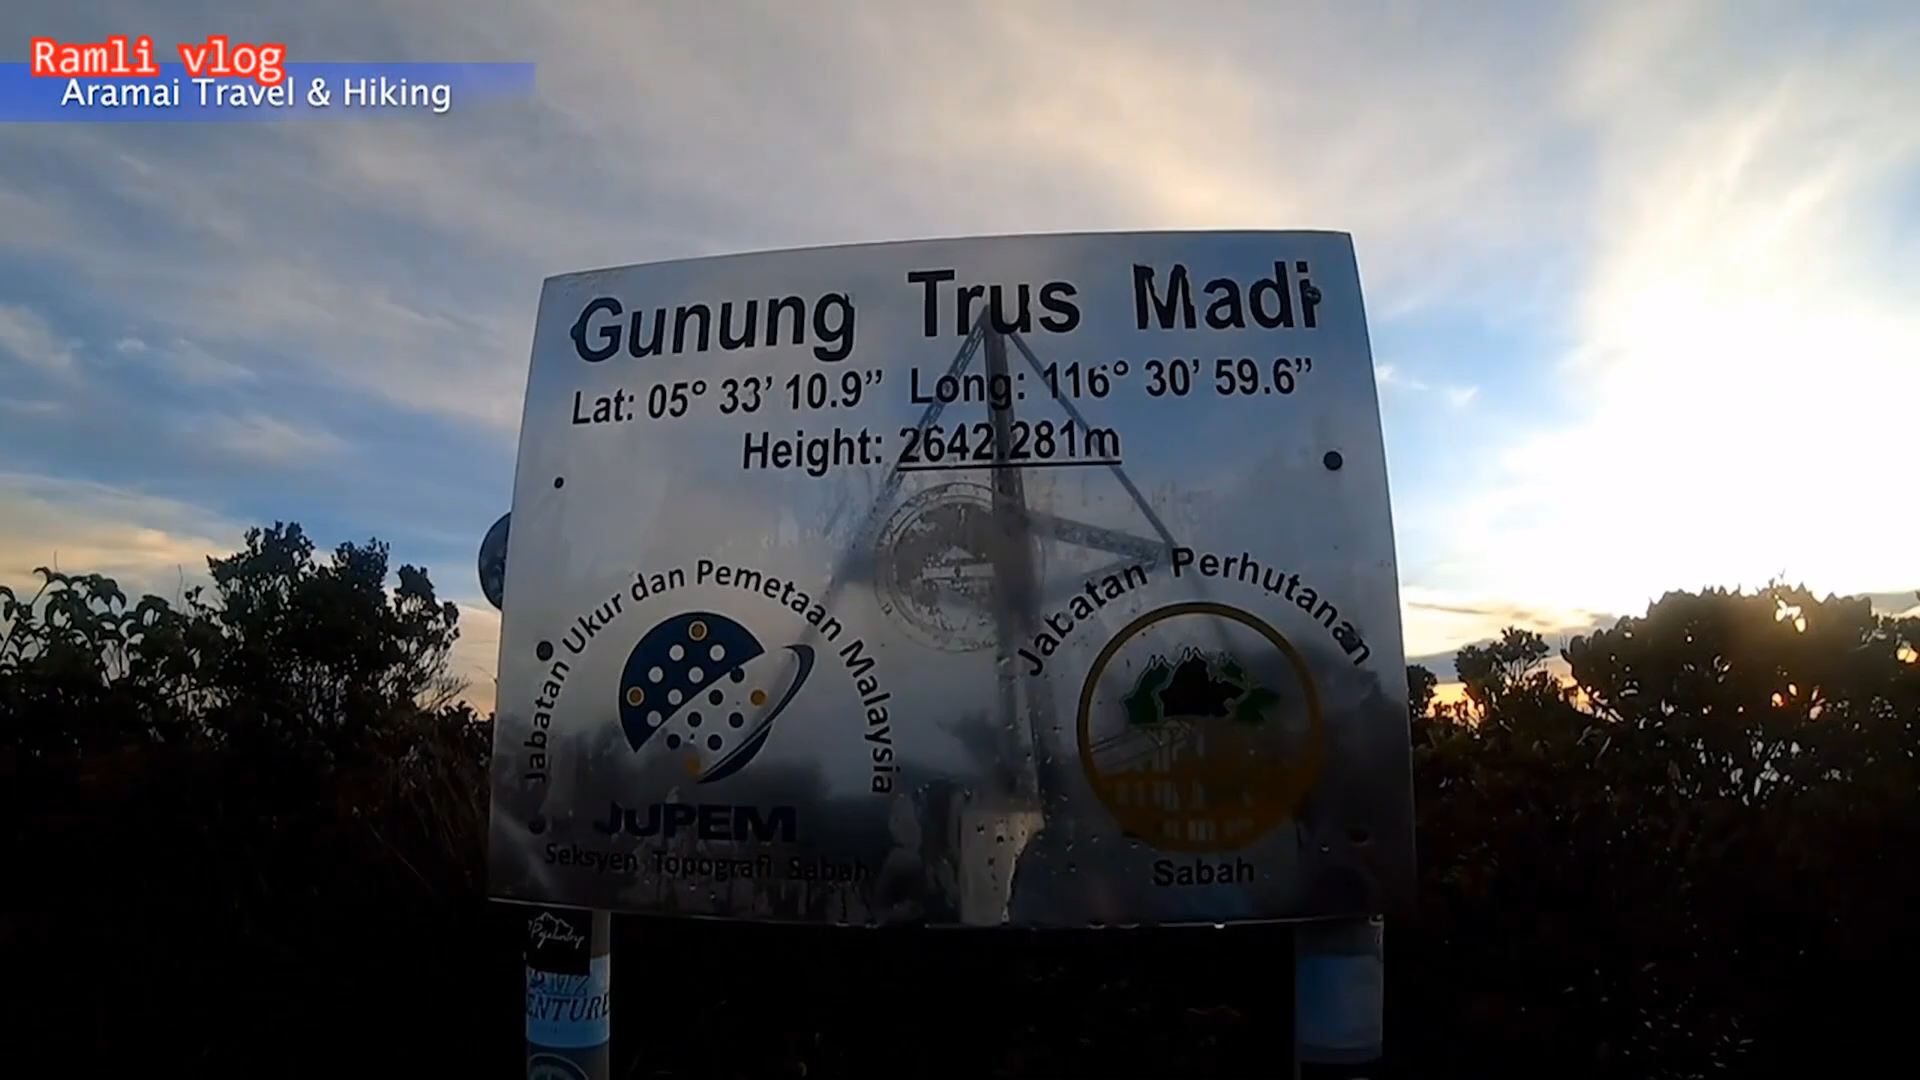 Ramli vlog
Aramai Travel & Hiking
Gunung Trus Madi
Lat: 05° 33’ 10.9” Long: 116° 30’ 59.6”
Height: 2642.281m
Jabatan Ukur dan Pemetaan Malaysia
JUPEM
Seksyen Topografi Sabah
Jabatan Perhutanan
Sabah
ENTURE